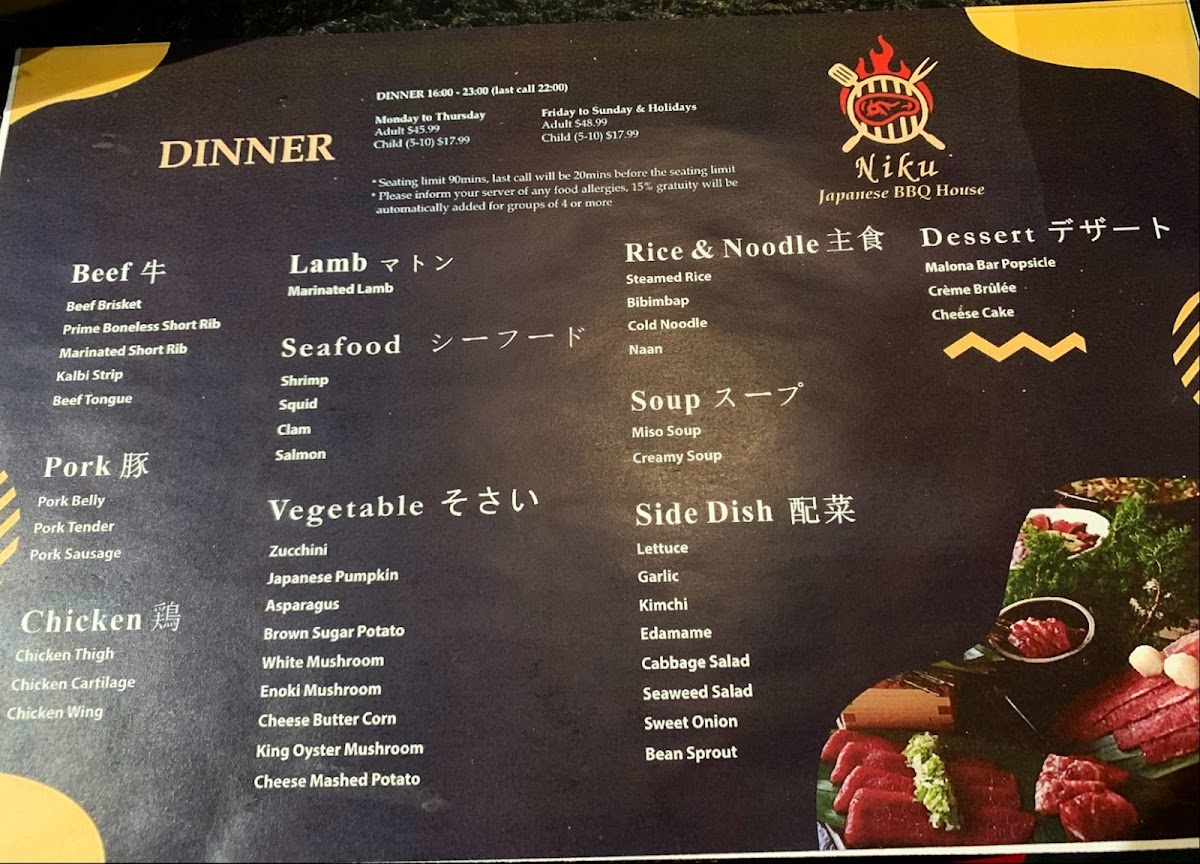 DINNER
DINNER 16:00 - 23:00 (last call 22:00)
Monday to Thursday
Adult $45.99
Child (5-10) $17.99
Friday to Sunday & Holidays
Adult $48.99
Child (5-10) $17.99
* Seating limit 90mins, last call will be 20mins before the seating limit
* Please inform your server of any food allergies, 15% gratuity will be
automatically added for groups of 4 or more
Niku
Japanese BBQ House
Beef 牛
Beef Brisket
Prime Boneless Short Rib
Marinated Short Rib
Kalbi Strip
Beef Tongue
Pork 豚
Pork Belly
Pork Tender
Pork Sausage
Chicken 鶏
Chicken Thigh
Chicken Cartilage
Chicken Wing
Lamb マトン
Marinated Lamb
Seafood シーフード
Shrimp
Squid
Clam
Salmon
Vegetable そさい
Zucchini
Japanese Pumpkin
Asparagus
Brown Sugar Potato
White Mushroom
Enoki Mushroom
Cheese Butter Corn
King Oyster Mushroom
Cheese Mashed Potato
Rice & Noodle 主食
Steamed Rice
Bibimbap
Cold Noodle
Naan
Soup スープ
Miso Soup
Creamy Soup
Side Dish 配菜
Lettuce
Garlic
Kimchi
Edamame
Cabbage Salad
Seaweed Salad
Sweet Onion
Bean Sprout
Dessert デザート
Malona Bar Popsicle
Crème Brûlée
Cheese Cake